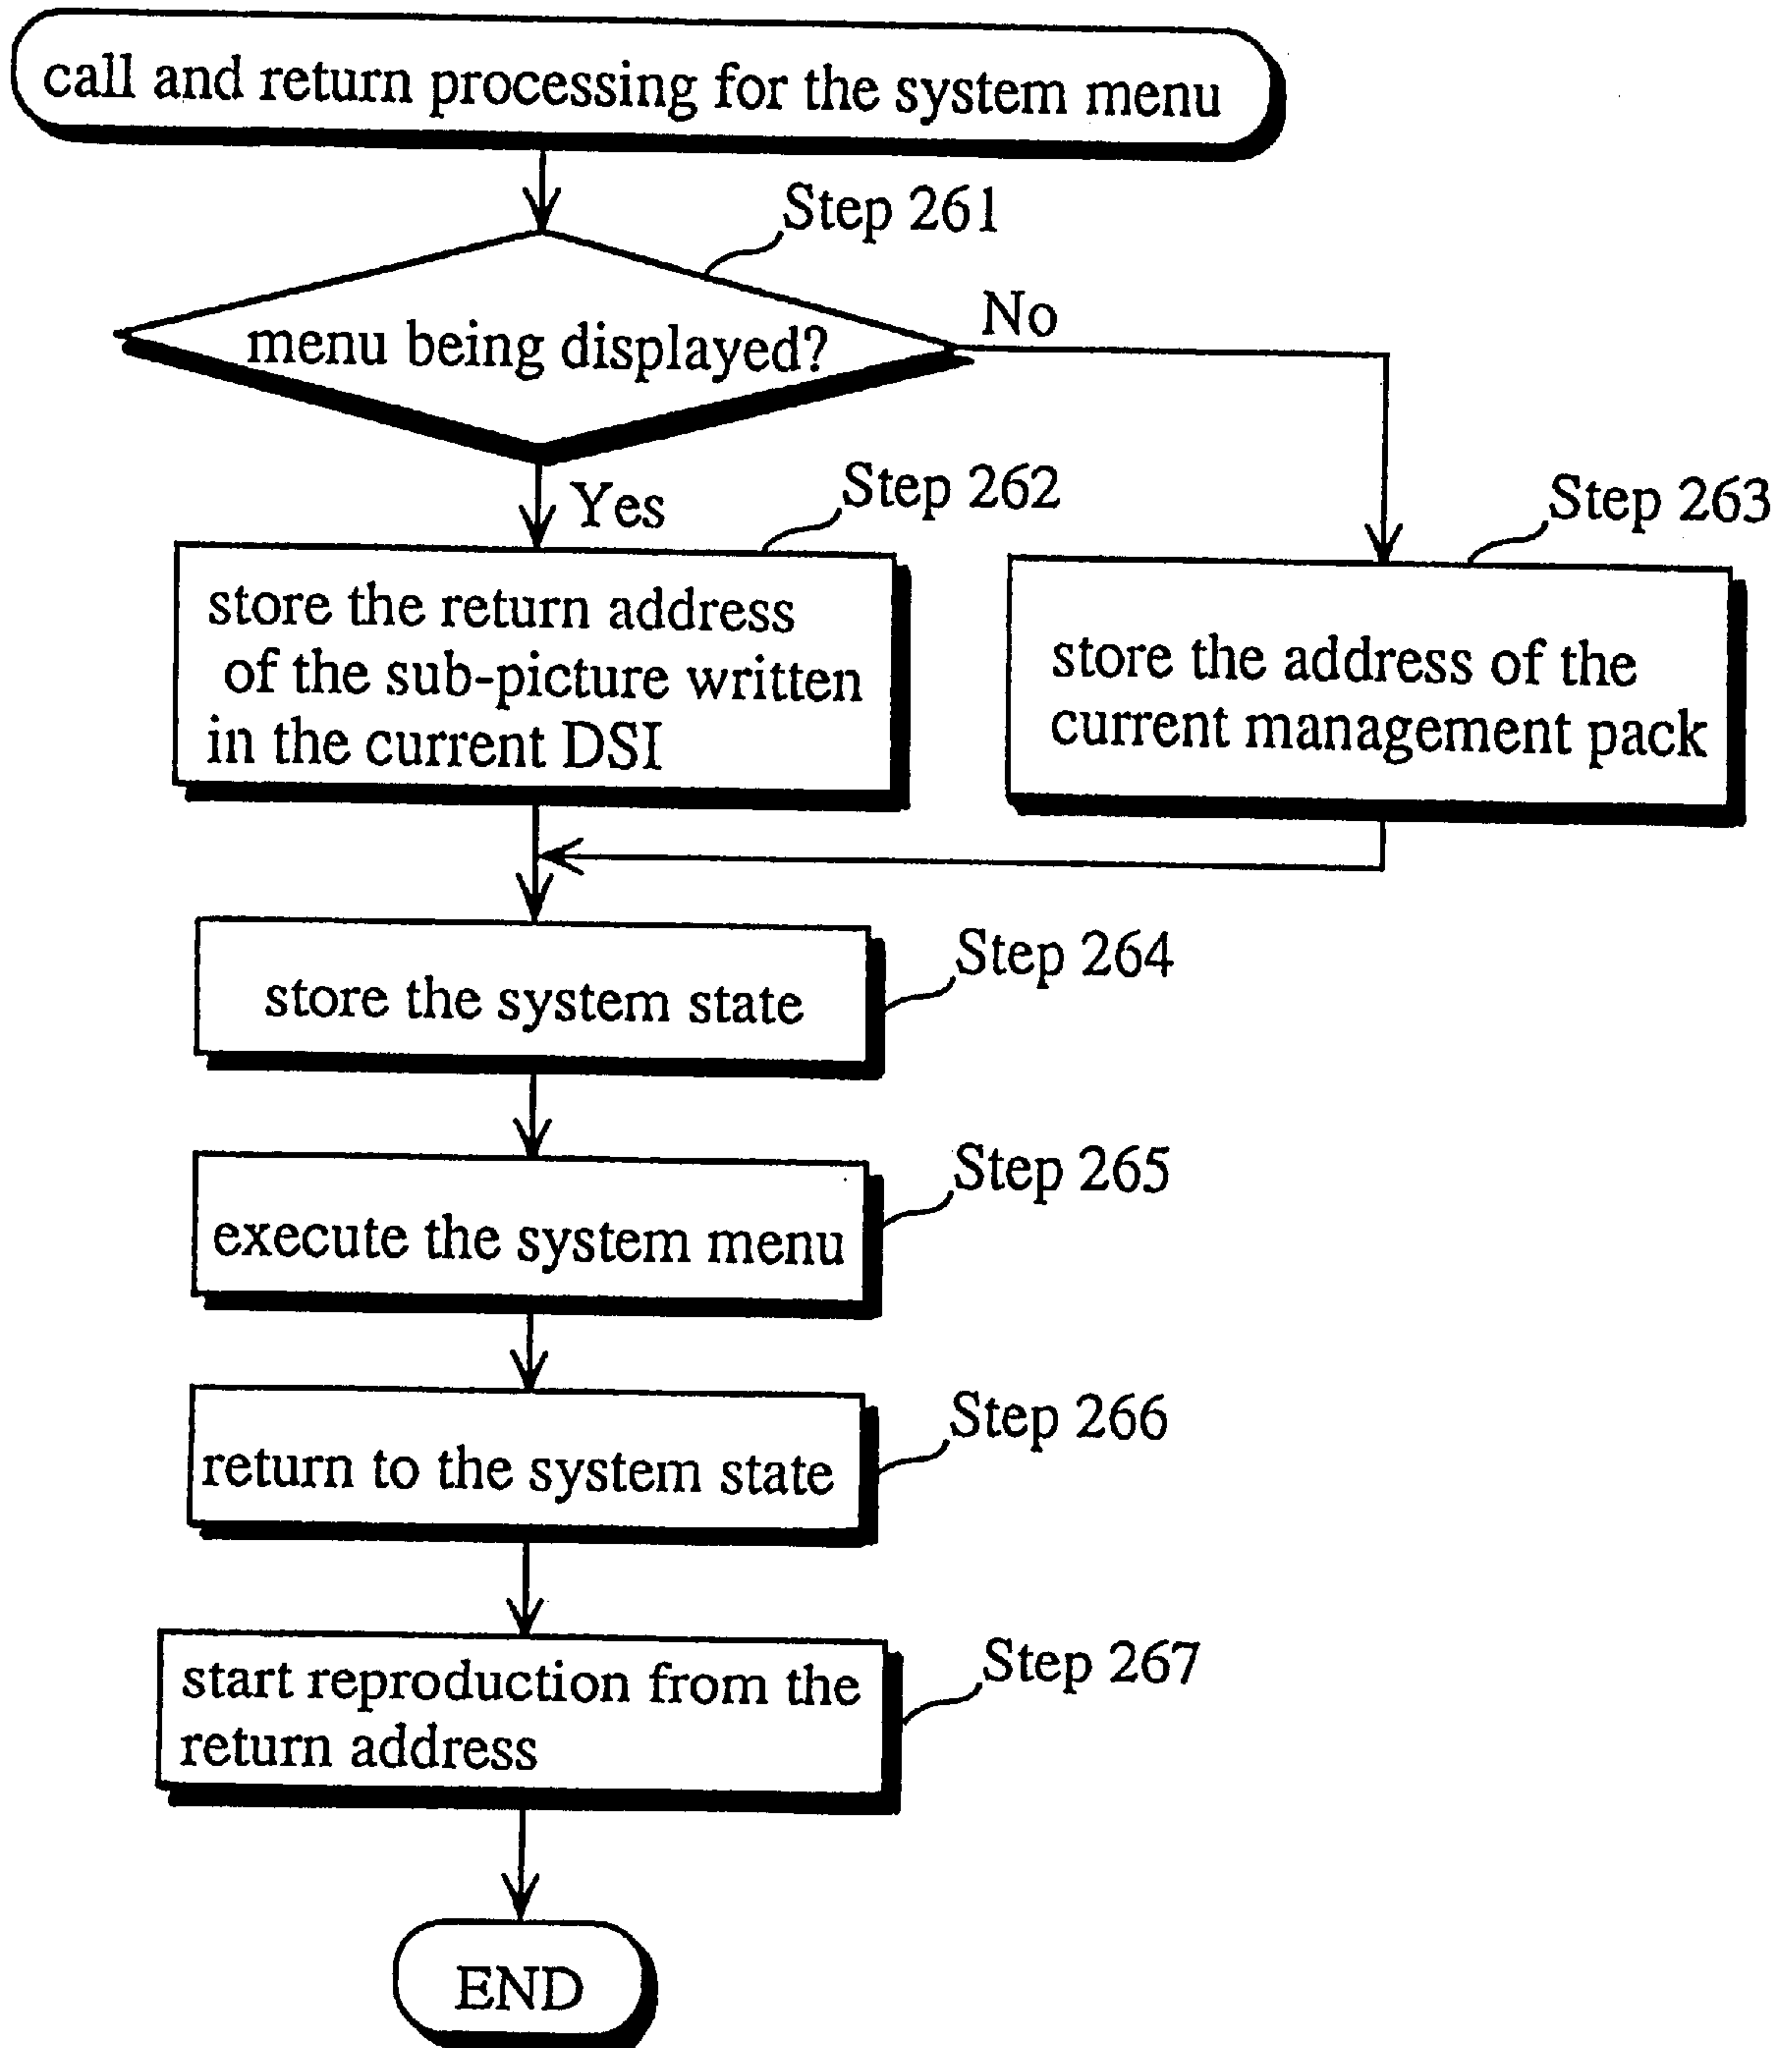 call and return processing for the system menu
Step 261
menu being displayed?
No
Yes
Step 262
store the return address
of the sub-picture written
in the current DSI
Step 263
store the address of the
current management pack
Step 264
store the system state
Step 265
execute the system menu
Step 266
return to the system state
Step 267
start reproduction from the
return address
END